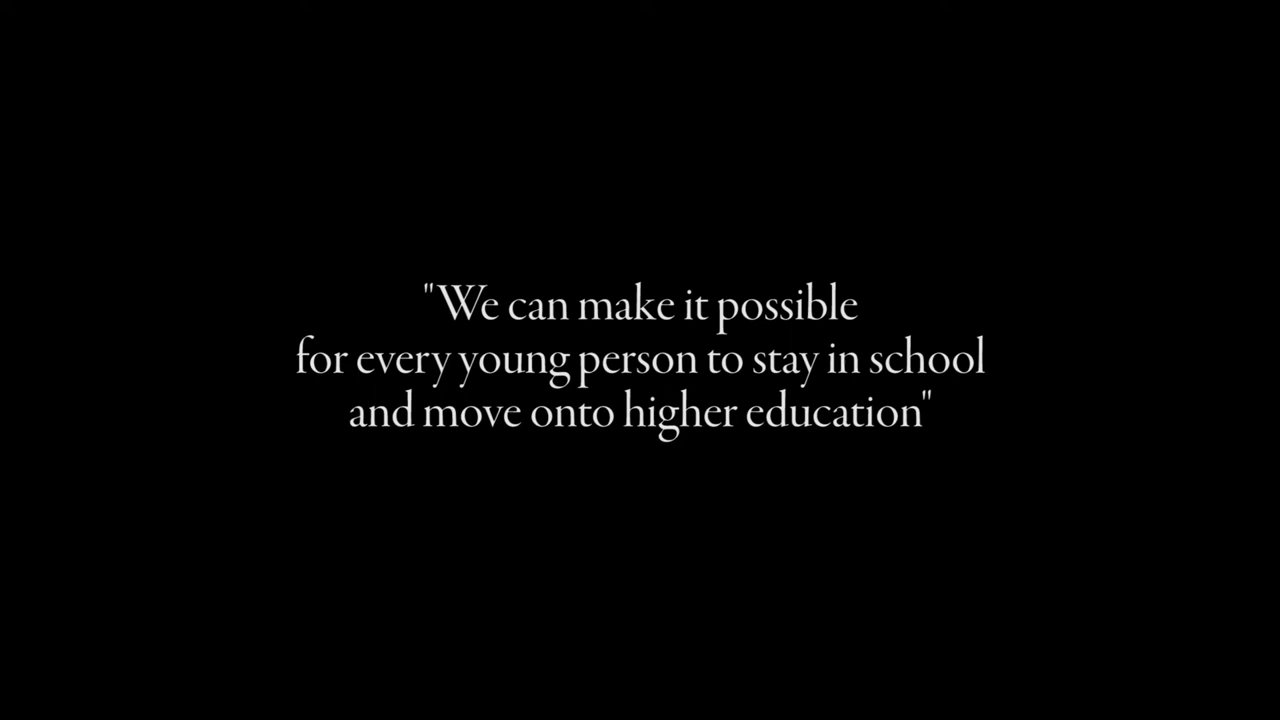 "We can make it possible
for every young person to stay in school
and move onto higher education"